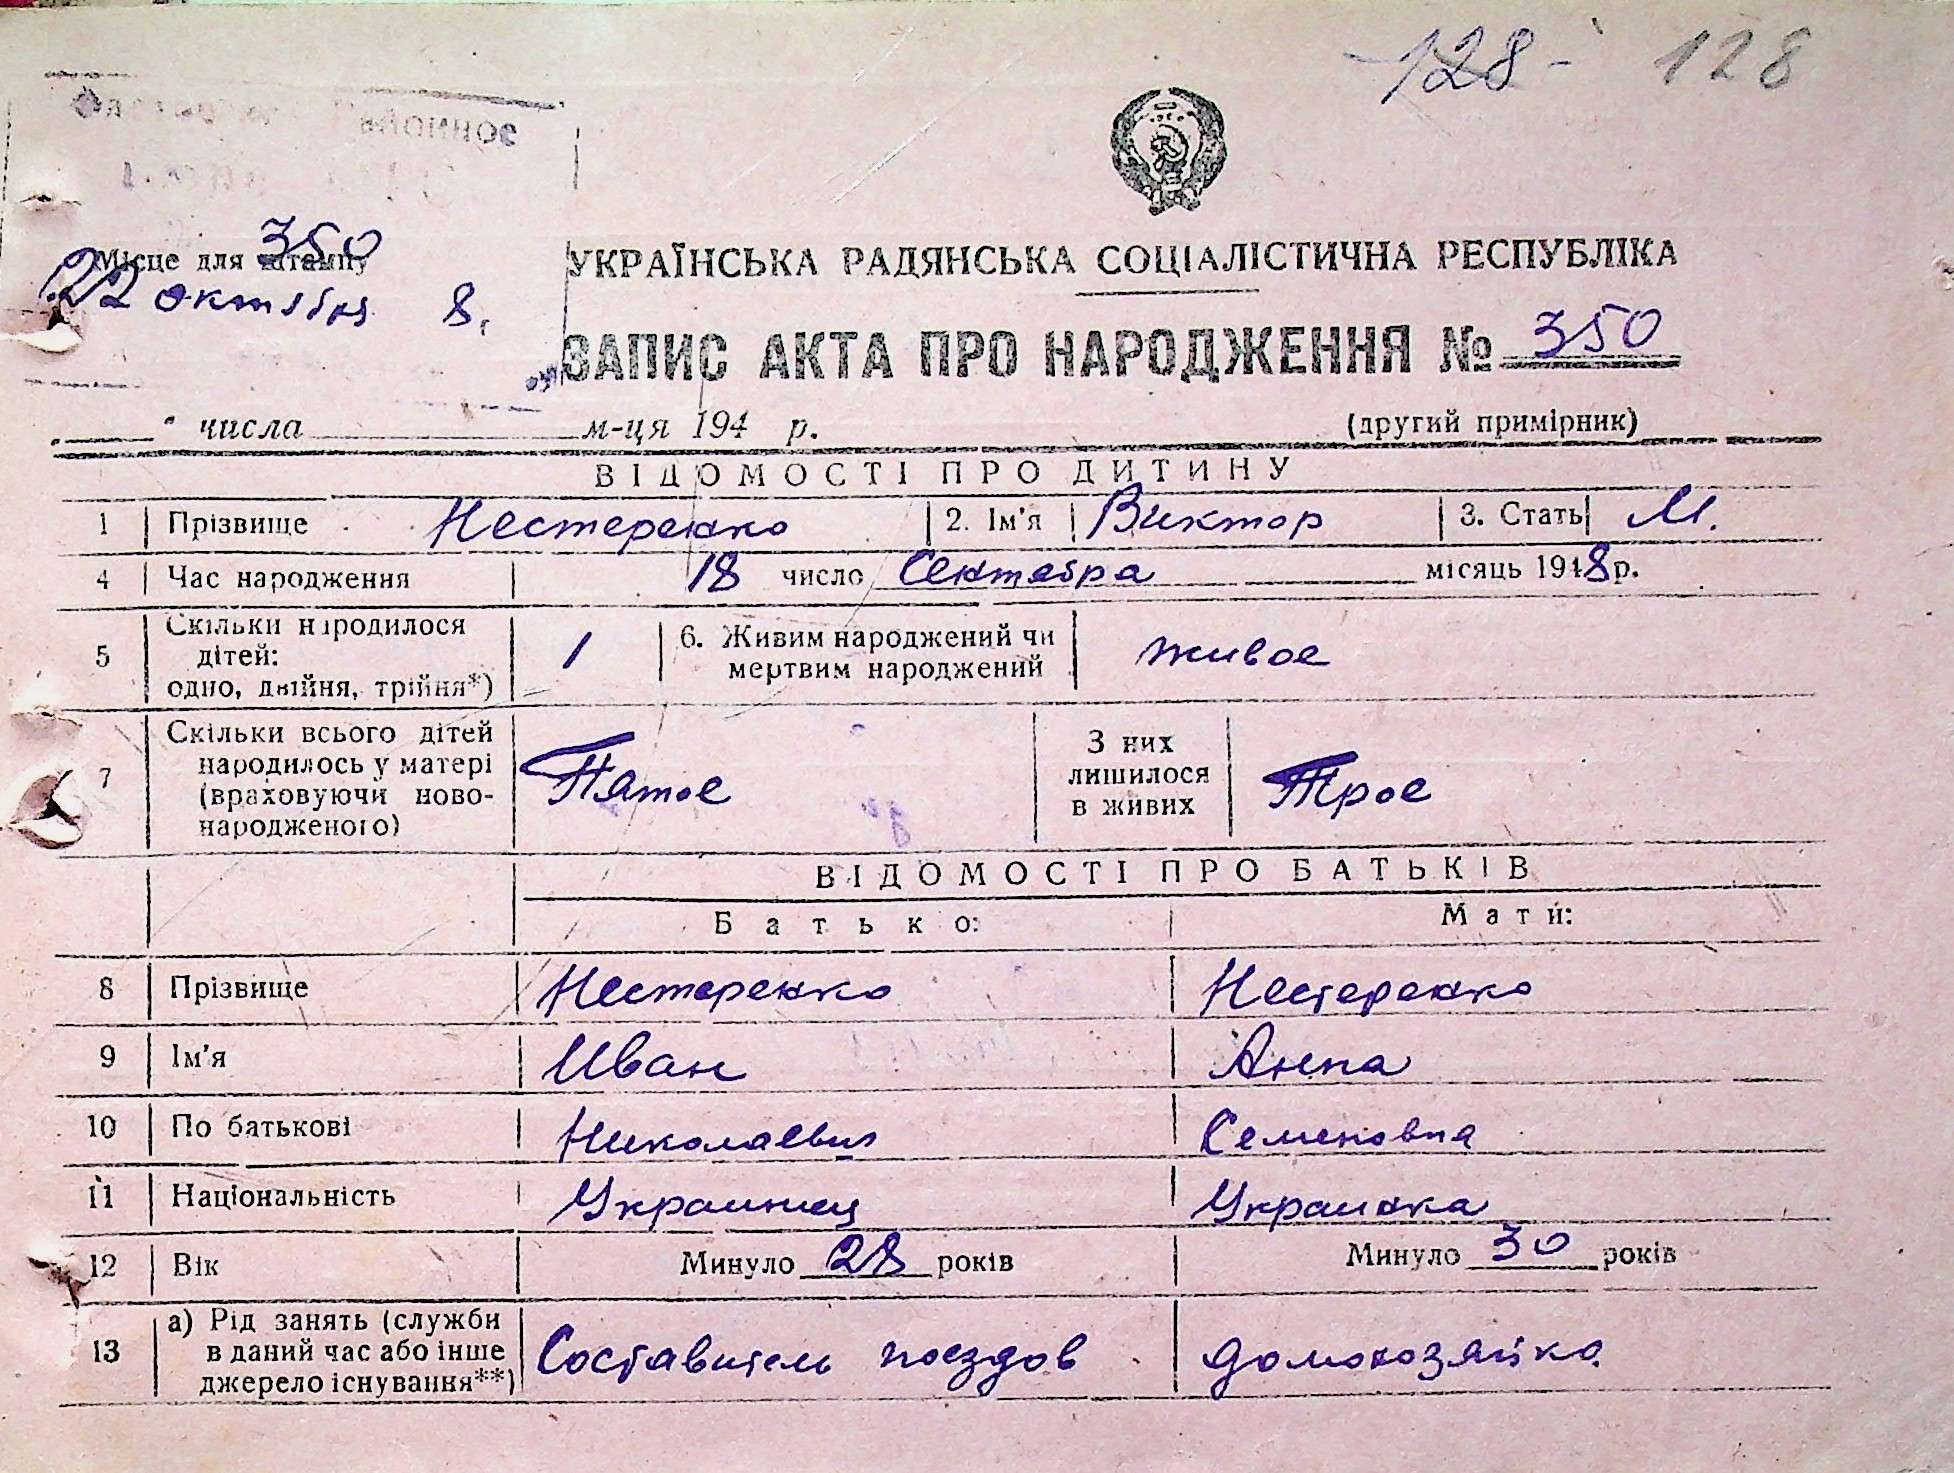 -128- 128
350
Місце для штампу
22 октября 8.
УКРАЇНСЬКА РАДЯНСЬКА СОЦІАЛІСТИЧНА РЕСПУБЛІКА
ЗАПИС АКТА ПРО НАРОДЖЕННЯ № 350
числа м-ця 194 р. (другий примірник)
ВІДОМОСТІ ПРО ДИТИНУ
1 Прізвище Нестеренко 2. Ім'я Виктор 3. Стать М.
4 Час народження 18 число Сентября місяць 1948 р.
5 Скільки народилося дітей: одно, двійня, трійня*) 1 6. Живим народжений чи мертвим народжений живое
7 Скільки всього дітей народилось у матері (враховуючи ново-народженого) Пятое З них лишилося в живих Трое
ВІДОМОСТІ ПРО БАТЬКІВ
Батько: Мати:
8 Прізвище Нестеренко Нестеренко
9 Ім'я Иван Анна
10 По батькові Николаевич Семеновна
11 Національність Украинец Украинка
12 Вік Минуло 28 років Минуло 30 років
13 а) Рід занять (служби в даний час або інше джерело існування**) Составитель поездов домохозяйка